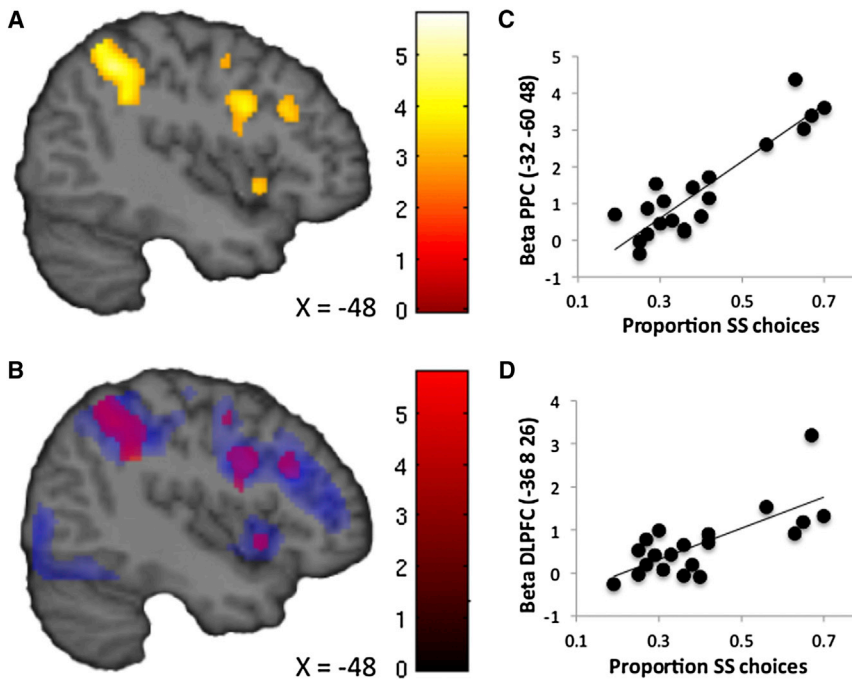 A
5
4
3
2
1
0
X = -48
C
Beta PPC (-32 -60 48)
5
4
3
2
1
0
-1
0.1 0.3 0.5 0.7
Proportion SS choices
B
5
4
3
2
1
0
X = -48
D
Beta DLPFC (-36 8 26)
4
3
2
1
0
-1
0.1 0.3 0.5 0.7
Proportion SS choices